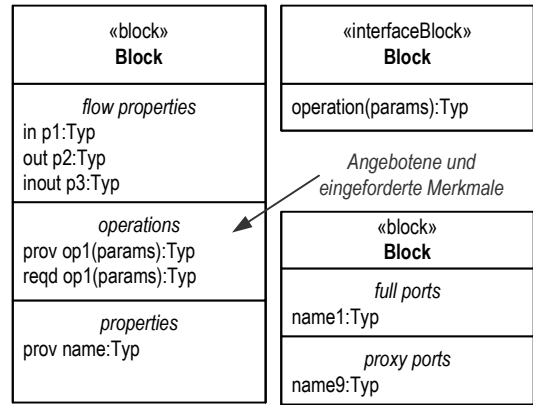 «block»
Block
flow properties
in p1:Typ
out p2:Typ
inout p3:Typ
operations
prov op1(params):Typ
reqd op1(params):Typ
properties
prov name:Typ
«interfaceBlock»
Block
operation(params):Typ
Angebotene und
eingeforderte Merkmale
«block»
Block
full ports
name1:Typ
proxy ports
name9:Typ